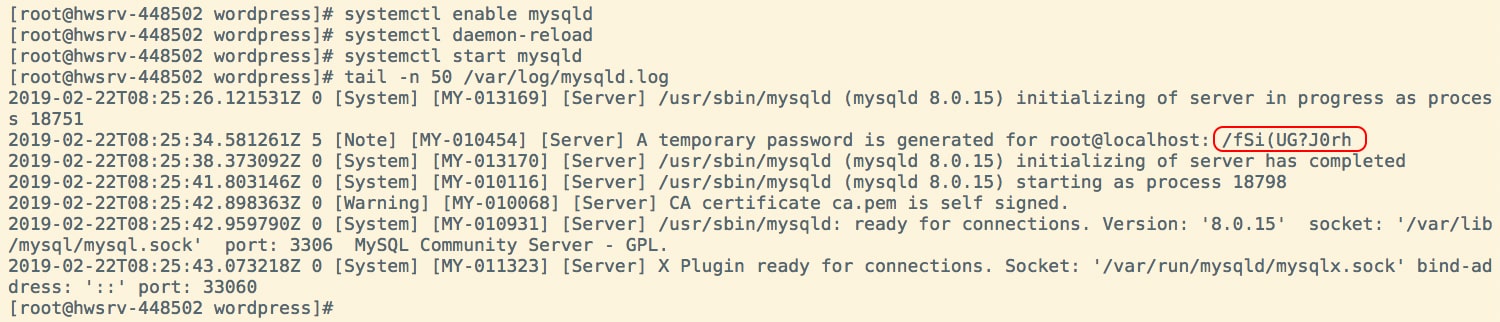 [root@hwsrv-448502 wordpress]# systemctl enable mysqld
[root@hwsrv-448502 wordpress]# systemctl daemon-reload
[root@hwsrv-448502 wordpress]# systemctl start mysqld
[root@hwsrv-448502 wordpress]# tail -n 50 /var/log/mysqld.log
2019-02-22T08:25:26.121531Z 0 [System] [MY-013169] [Server] /usr/sbin/mysqld (mysqld 8.0.15) initializing of server in progress as proces
s 18751
2019-02-22T08:25:34.581261Z 5 [Note] [MY-010454] [Server] A temporary password is generated for root@localhost: /fSi(UG?J0rh
2019-02-22T08:25:38.373092Z 0 [System] [MY-013170] [Server] /usr/sbin/mysqld (mysqld 8.0.15) initializing of server has completed
2019-02-22T08:25:41.803146Z 0 [System] [MY-010116] [Server] /usr/sbin/mysqld (mysqld 8.0.15) starting as process 18798
2019-02-22T08:25:42.898363Z 0 [Warning] [MY-010068] [Server] CA certificate ca.pem is self signed.
2019-02-22T08:25:42.959790Z 0 [System] [MY-010931] [Server] /usr/sbin/mysqld: ready for connections. Version: '8.0.15'  socket: '/var/lib
/mysql/mysql.sock'  port: 3306  MySQL Community Server - GPL.
2019-02-22T08:25:43.073218Z 0 [System] [MY-011323] [Server] X Plugin ready for connections. Socket: '/var/run/mysqld/mysqlx.sock' bind-ad
dress: '::' port: 33060
[root@hwsrv-448502 wordpress]#